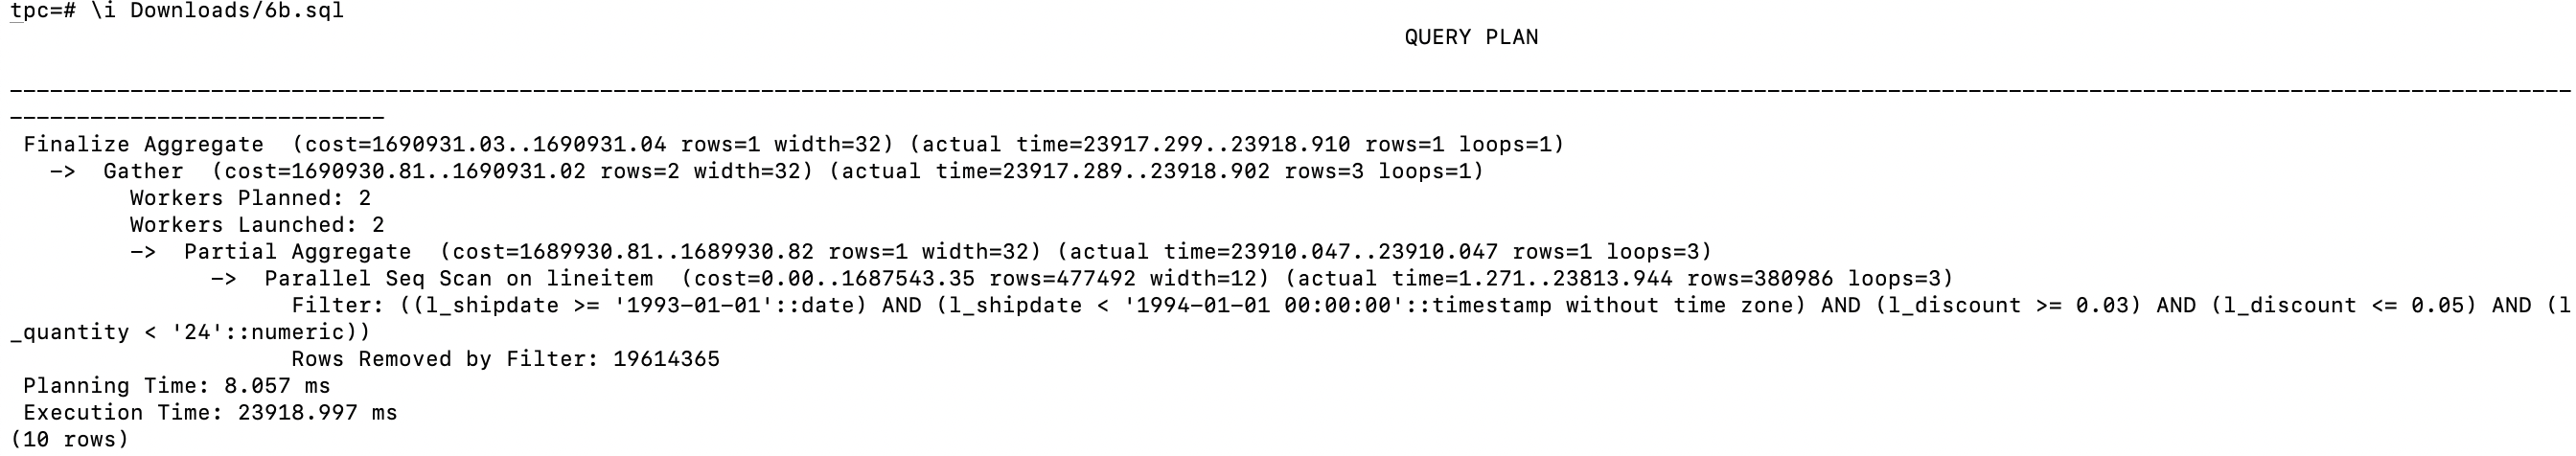 tpc=# \i Downloads/6b.sql
QUERY PLAN
-----------------------------------------------------------------------------------------------------------------------------------------------------------------------------------------------
----------------------------
Finalize Aggregate  (cost=1690931.03..1690931.04 rows=1 width=32) (actual time=23917.299..23918.910 rows=1 loops=1)
->  Gather  (cost=1690930.81..1690931.02 rows=2 width=32) (actual time=23917.289..23918.902 rows=3 loops=1)
Workers Planned: 2
Workers Launched: 2
->  Partial Aggregate  (cost=1689930.81..1689930.82 rows=1 width=32) (actual time=23910.047..23910.047 rows=1 loops=3)
->  Parallel Seq Scan on lineitem  (cost=0.00..1687543.35 rows=477492 width=12) (actual time=1.271..23813.944 rows=380986 loops=3)
Filter: ((l_shipdate >= '1993-01-01'::date) AND (l_shipdate < '1994-01-01 00:00:00'::timestamp without time zone) AND (l_discount >= 0.03) AND (l_discount <= 0.05) AND (l
_quantity < '24'::numeric))
Rows Removed by Filter: 19614365
Planning Time: 8.057 ms
Execution Time: 23918.997 ms
(10 rows)